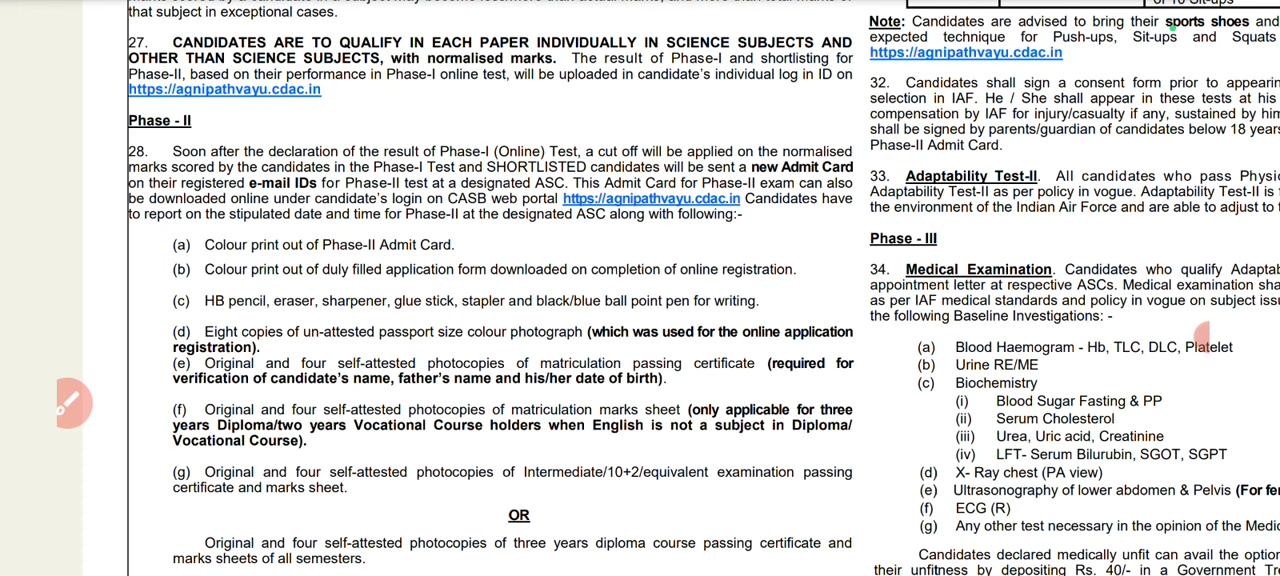 that subject in exceptional cases.
27. CANDIDATES ARE TO QUALIFY IN EACH PAPER INDIVIDUALLY IN SCIENCE SUBJECTS AND
OTHER THAN SCIENCE SUBJECTS, with normalised marks. The result of Phase-I and shortlisting for
Phase-II, based on their performance in Phase-I online test, will be uploaded in candidate's individual log in ID on
https://agnipathvayu.cdac.in
Phase - II
28. Soon after the declaration of the result of Phase-I (Online) Test, a cut off will be applied on the normalised
marks scored by the candidates in the Phase-I Test and SHORTLISTED candidates will be sent a new Admit Card
on their registered e-mail IDs for Phase-II test at a designated ASC. This Admit Card for Phase-II exam can also
be downloaded online under candidate's login on CASB web portal https://agnipathvayu.cdac.in Candidates have
to report on the stipulated date and time for Phase-II at the designated ASC along with following:-
(a) Colour print out of Phase-II Admit Card.
(b) Colour print out of duly filled application form downloaded on completion of online registration.
(c) HB pencil, eraser, sharpener, glue stick, stapler and black/blue ball point pen for writing.
(d) Eight copies of un-attested passport size colour photograph (which was used for the online application
registration).
(e) Original and four self-attested photocopies of matriculation passing certificate (required for
verification of candidate's name, father's name and his/her date of birth).
(f) Original and four self-attested photocopies of matriculation marks sheet (only applicable for three
years Diploma/two years Vocational Course holders when English is not a subject in Diploma/
Vocational Course).
(g) Original and four self-attested photocopies of Intermediate/10+2/equivalent examination passing
certificate and marks sheet.
OR
Original and four self-attested photocopies of three years diploma course passing certificate and
marks sheets of all semesters.
Note: Candidates are advised to bring their sports shoes and
expected technique for Push-ups, Sit-ups and Squats
https://agnipathvayu.cdac.in
32. Candidates shall sign a consent form prior to appearin
selection in IAF. He / She shall appear in these tests at his
compensation by IAF for injury/casualty if any, sustained by him
shall be signed by parents/guardian of candidates below 18 years
Phase-II Admit Card.
33. Adaptability Test-II. All candidates who pass Physic
Adaptability Test-II as per policy in vogue. Adaptability Test-II is
the environment of the Indian Air Force and are able to adjust to
Phase - III
34. Medical Examination. Candidates who qualify Adaptab
appointment letter at respective ASCs. Medical examination sha
as per IAF medical standards and policy in vogue on subject issu
the following Baseline Investigations: -
(a) Blood Haemogram - Hb, TLC, DLC, Platelet
(b) Urine RE/ME
(c) Biochemistry
(i) Blood Sugar Fasting & PP
(ii) Serum Cholesterol
(iii) Urea, Uric acid, Creatinine
(iv) LFT- Serum Bilurubin, SGOT, SGPT
(d) X- Ray chest (PA view)
(e) Ultrasonography of lower abdomen & Pelvis (For fe
(f) ECG (R)
(g) Any other test necessary in the opinion of the Medic
Candidates declared medically unfit can avail the option
their unfitness by depositing Rs. 40/- in a Government Tre